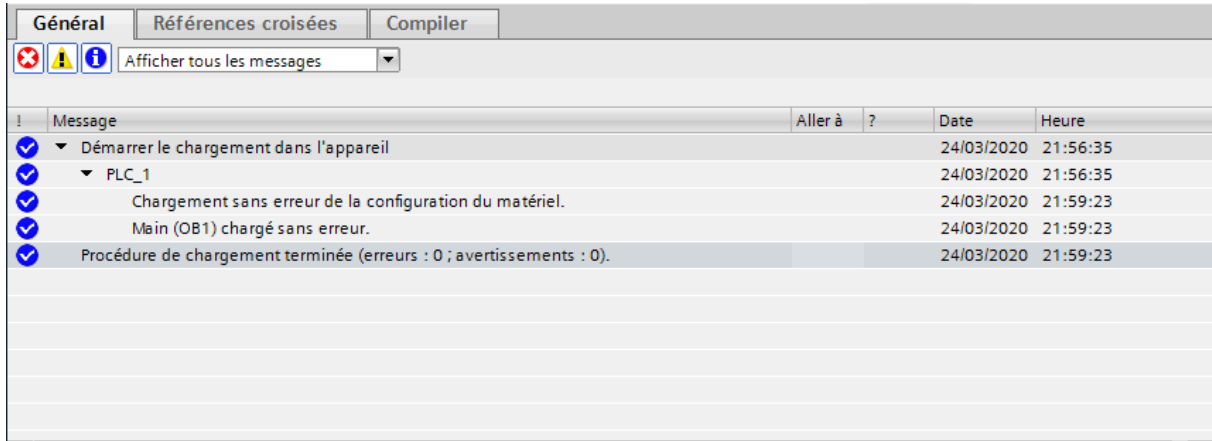 Général Références croisées Compiler
Afficher tous les messages
! Message Aller à ? Date Heure
Démarrer le chargement dans l'appareil 24/03/2020 21:56:35
PLC_1 24/03/2020 21:56:35
Chargement sans erreur de la configuration du matériel. 24/03/2020 21:59:23
Main (OB1) chargé sans erreur. 24/03/2020 21:59:23
Procédure de chargement terminée (erreurs : 0 ; avertissements : 0). 24/03/2020 21:59:23